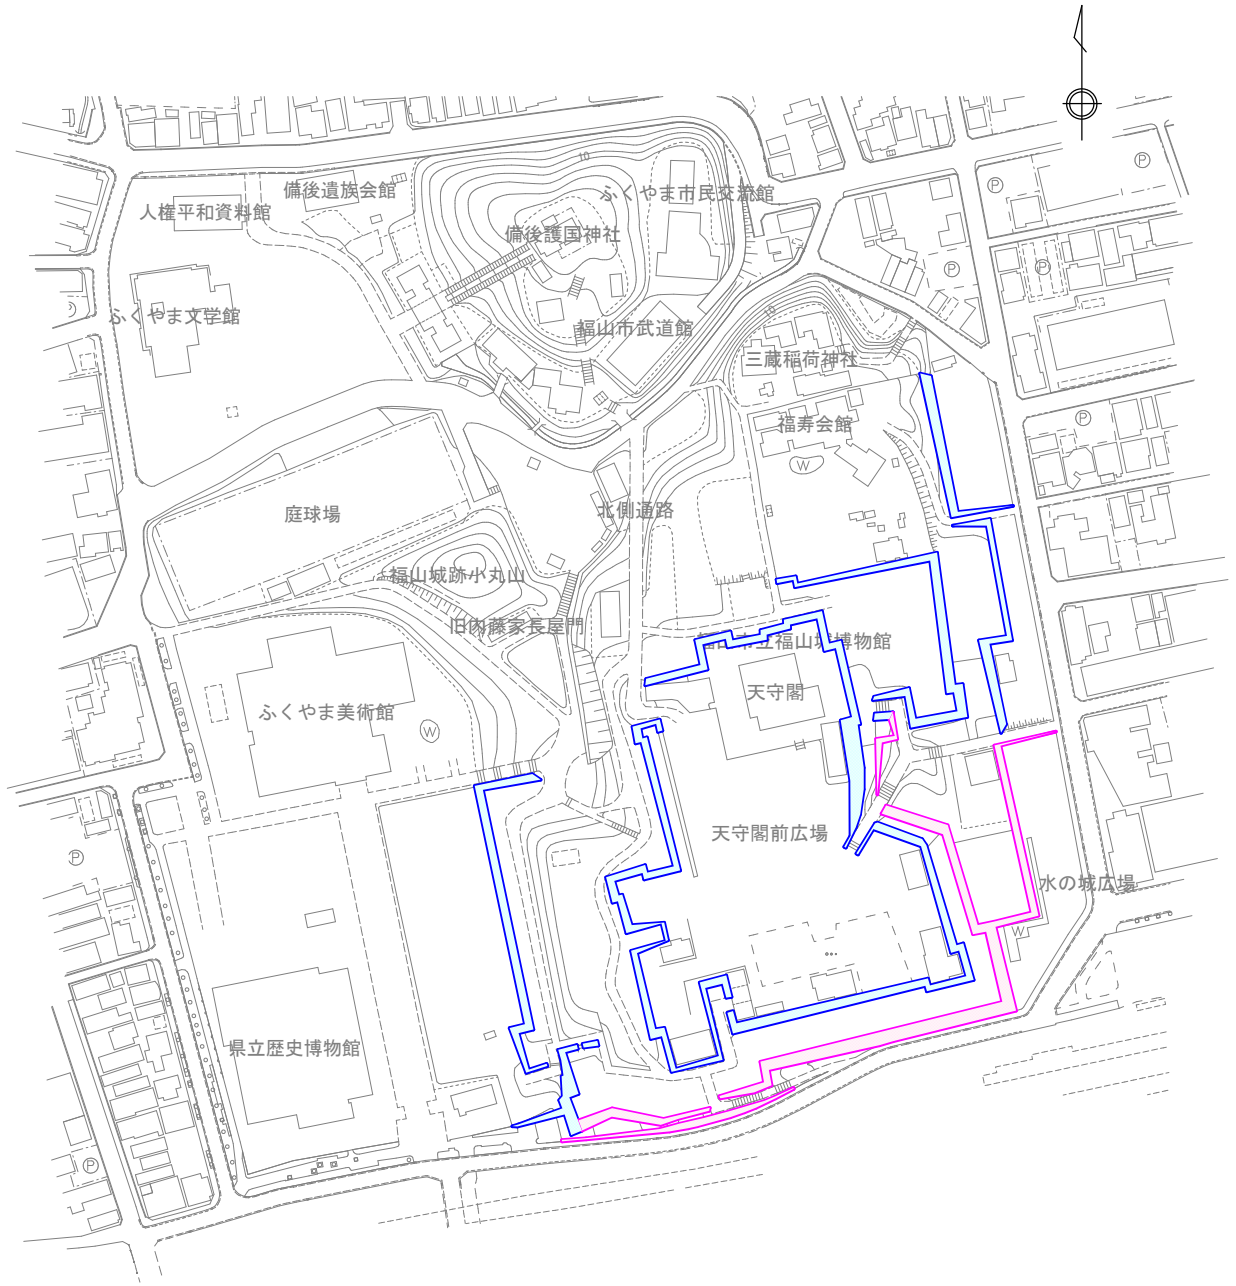 備後遺族会館
人権平和資料館
10
ふくやま市民交流館
備後護国神社
ふくやま文学館
福山市武道館
10
三蔵稲荷神社
福寿会館
W
庭球場
北側通路
福山城跡小丸山
旧内藤家長屋門
福山市立福山城博物館
天守閣
ふくやま美術館
W
天守閣前広場
水の城広場
W
県立歴史博物館
P
P
P
P
P
P
P